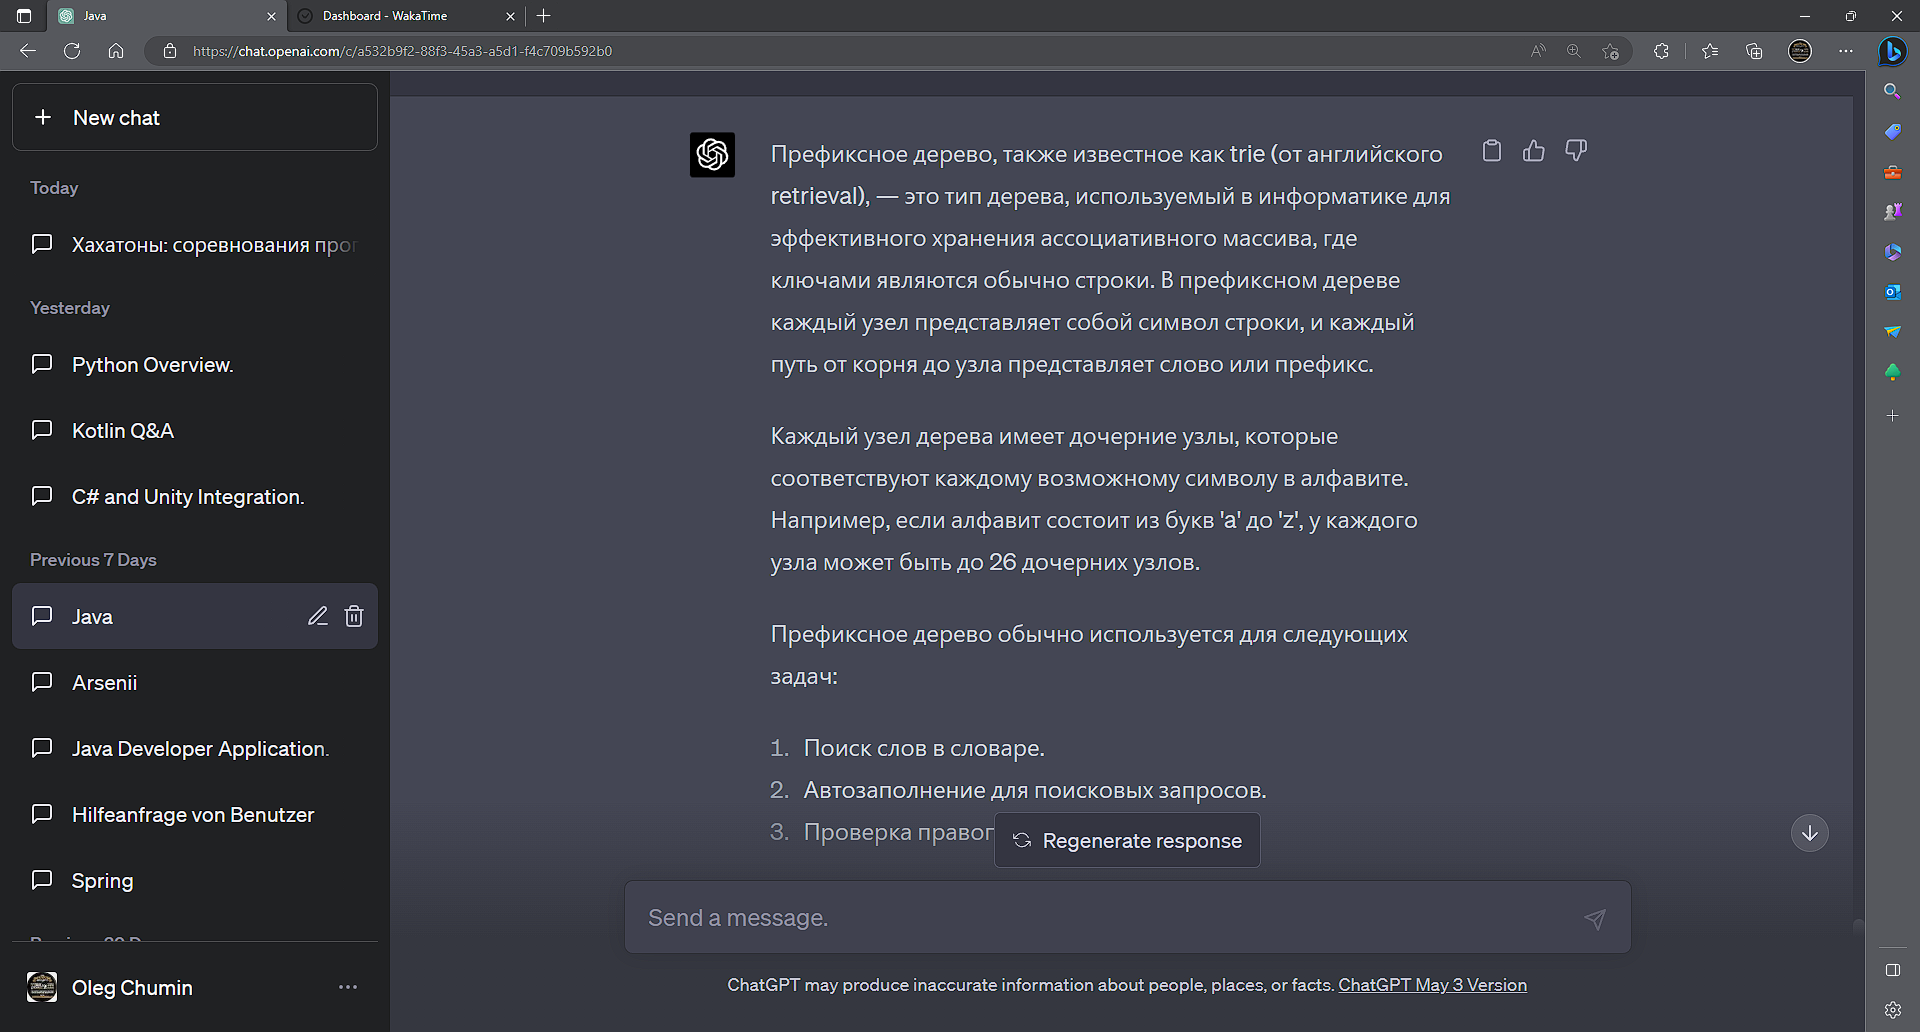 Java
Dashboard - WakaTime
https://chat.openai.com/c/a532b9f2-88f3-45a3-a5d1-f4c709b592b0
New chat
Today
Хахатоны: соревнования прог
Yesterday
Python Overview.
Kotlin Q&A
C# and Unity Integration.
Previous 7 Days
Java
Arsenii
Java Developer Application.
Hilfeanfrage von Benutzer
Spring
Oleg Chumin
Префиксное дерево, также известное как trie (от английского
retrieval), — это тип дерева, используемый в информатике для
эффективного хранения ассоциативного массива, где
ключами являются обычно строки. В префиксном дереве
каждый узел представляет собой символ строки, и каждый
путь от корня до узла представляет слово или префикс.
Каждый узел дерева имеет дочерние узлы, которые
соответствуют каждому возможному символу в алфавите.
Например, если алфавит состоит из букв 'a' до 'z', у каждого
узла может быть до 26 дочерних узлов.
Префиксное дерево обычно используется для следующих
задач:
1. Поиск слов в словаре.
2. Автозаполнение для поисковых запросов.
3. Проверка правоп
Regenerate response
Send a message.
ChatGPT may produce inaccurate information about people, places, or facts. ChatGPT May 3 Version